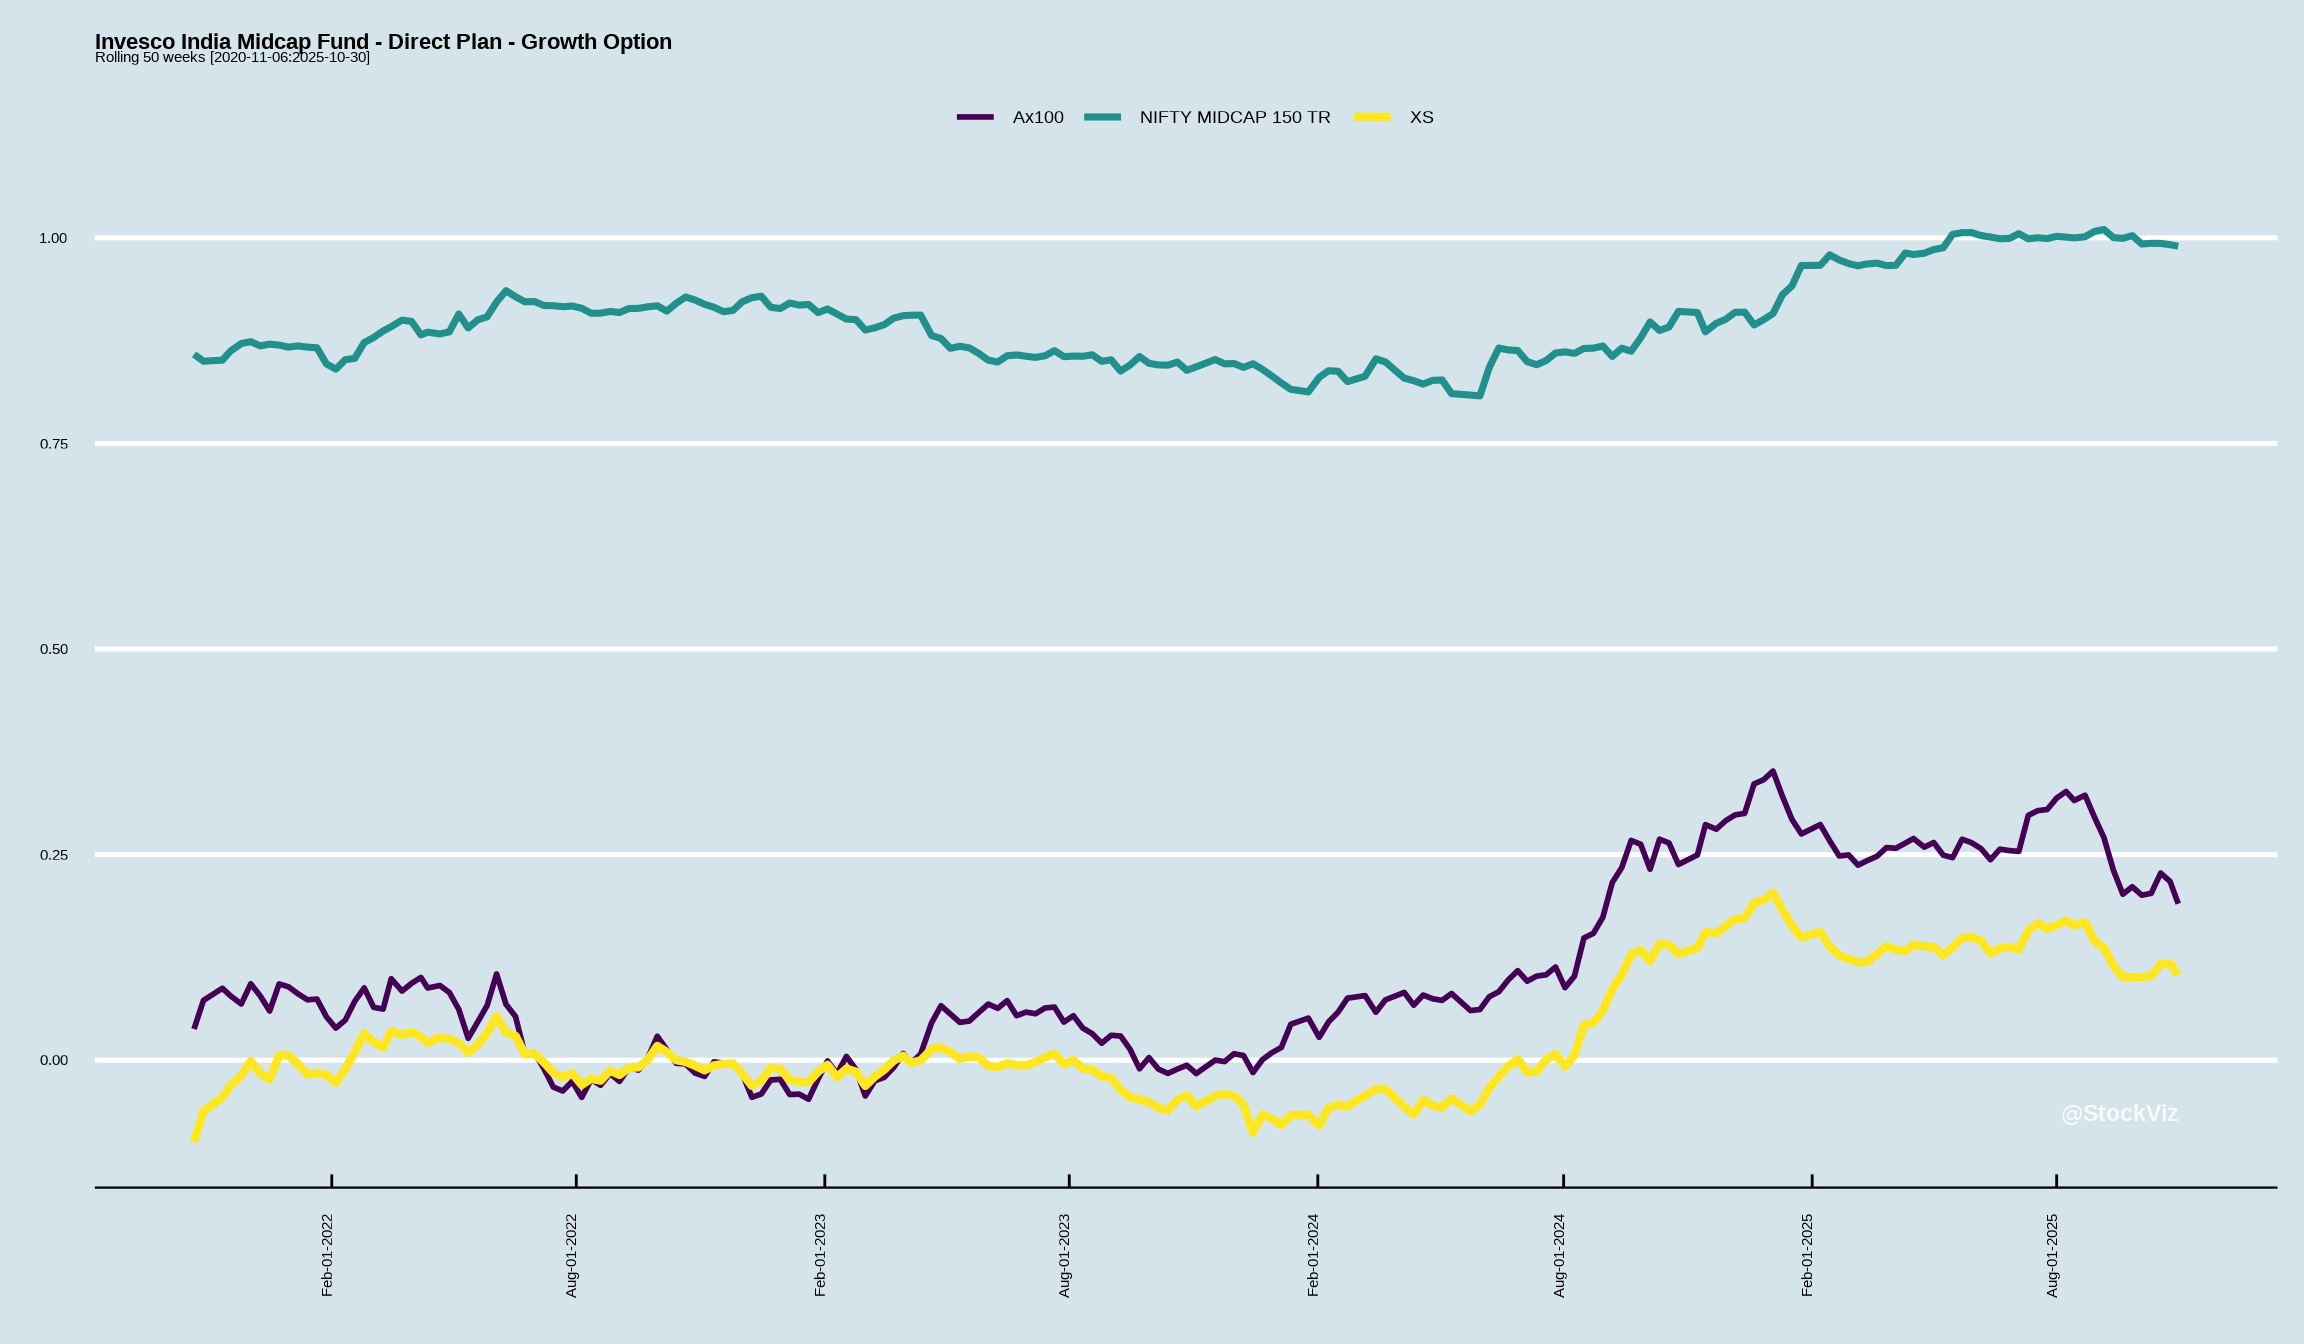 Invesco India Midcap Fund - Direct Plan - Growth Option
Rolling 50 weeks [2020-11-06:2025-10-30]
Ax100 NIFTY MIDCAP 150 TR XS
1.00
0.75
0.50
0.25
0.00
@StockViz
Feb-01-2022 Aug-01-2022 Feb-01-2023 Aug-01-2023 Feb-01-2024 Aug-01-2024 Feb-01-2025 Aug-01-2025